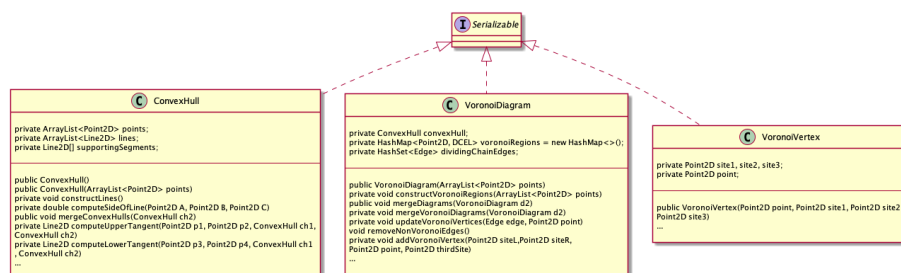 I Serializable
C ConvexHull
private ArrayList<Point2D> points;
private ArrayList<Line2D> lines;
private Line2D[] supportingSegments;
public ConvexHull()
public ConvexHull(ArrayList<Point2D> points)
private void constructLines()
private double computeSideOfLine(Point2D A, Point2D B, Point2D C)
public void mergeConvexHulls(ConvexHull ch2)
private Line2D computeUpperTangent(Point2D p1, Point2D p2, ConvexHull ch1,
ConvexHull ch2)
private Line2D computeLowerTangent(Point2D p3, Point2D p4, ConvexHull ch1
, ConvexHull ch2)
...
C VoronoiDiagram
private ConvexHull convexHull;
private HashMap<Point2D, DCEL> voronoiRegions = new HashMap<>();
private HashSet<Edge> dividingChainEdges;
public VoronoiDiagram(ArrayList<Point2D> points)
private void constructVoronoiRegions(ArrayList<Point2D> points)
public void mergeDiagrams(VoronoiDiagram d2)
private void mergeVoronoiDiagrams(VoronoiDiagram d2)
private void updateVoronoiVertices(Edge edge, Point2D point)
void removeNonVoronoiEdges()
private void addVoronoiVertex(Point2D siteL,Point2D siteR,
Point2D point, Point2D thirdSite)
...
C VoronoiVertex
private Point2D site1, site2, site3;
private Point2D point;
public VoronoiVertex(Point2D point, Point2D site1, Point2D site2
Point2D site3)
...